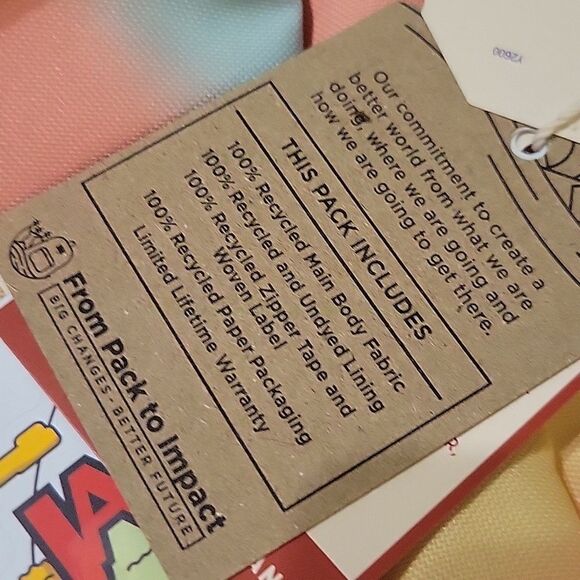 Y2600
Our commitment to create a
better world from what we are
doing, where we are going and
how we are going to get there.
THIS PACK INCLUDES
100% Recycled Main Body Fabric
100% Recycled and Undyed Lining
100% Recycled Zipper Tape and
Woven Label
100% Recycled Paper Packaging
Limited Lifetime Warranty
From Pack to Impact
BIG CHANGES. BETTER FUTURE
AN